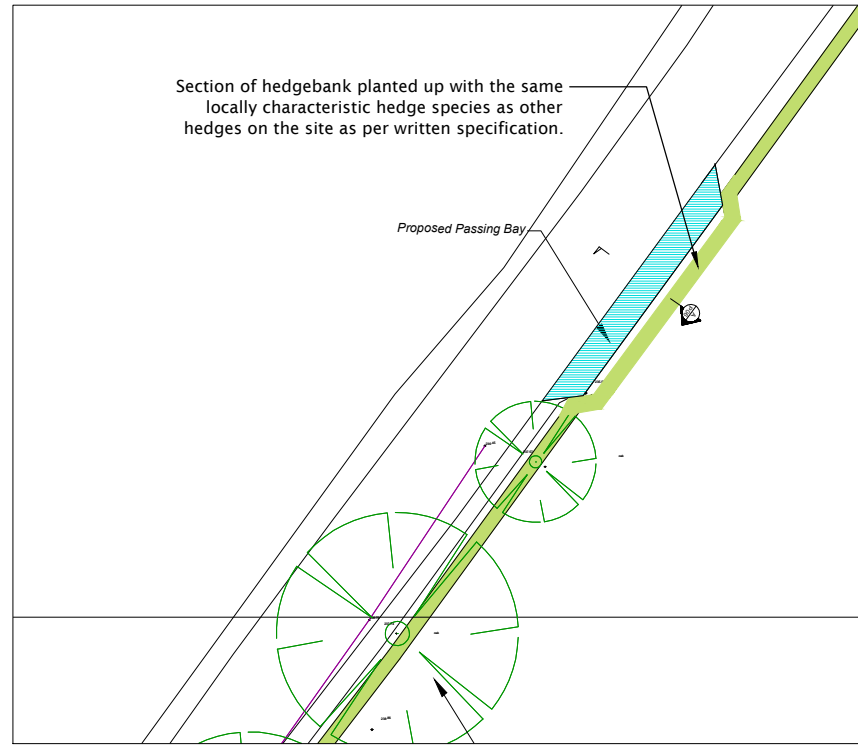 Section of hedgebank planted up with the same
locally characteristic hedge species as other
hedges on the site as per written specification.
Proposed Passing Bay